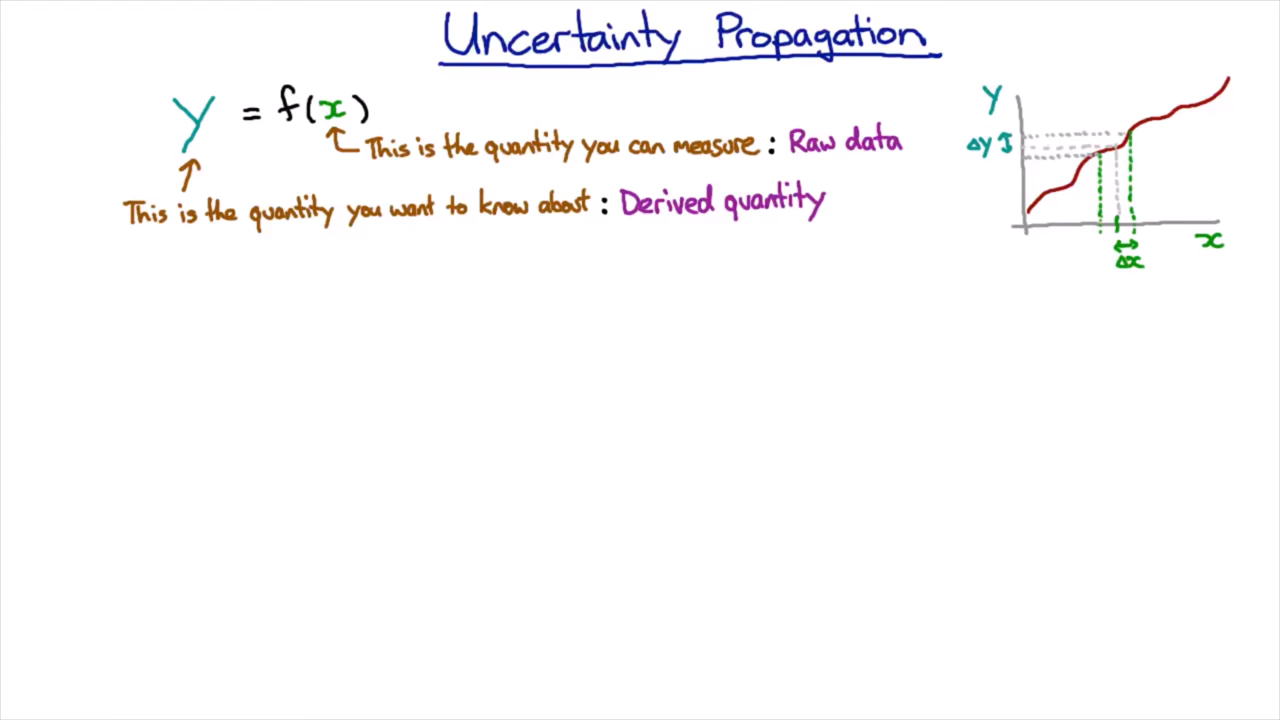 Uncertainty Propagation
Y = f(x)
This is the quantity you can measure : Raw data
This is the quantity you want to know about : Derived quantity
Y
ΔY
x
Δx